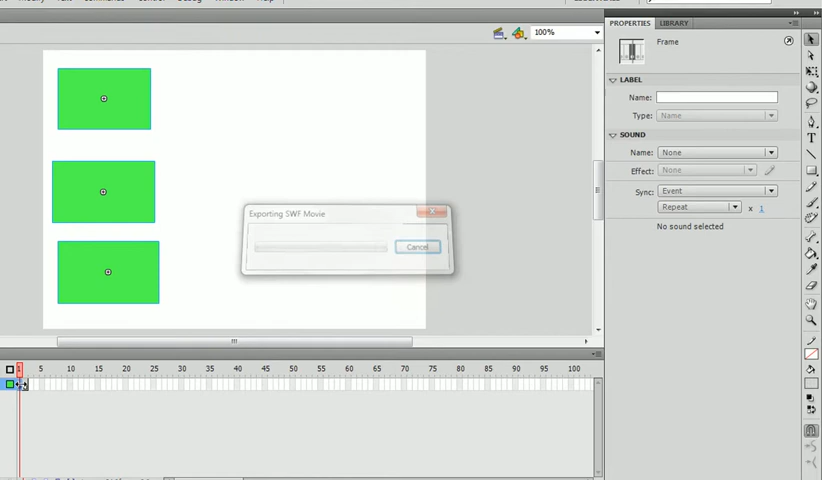 100%
PROPERTIES
LIBRARY
Frame
LABEL
Name:
Type: Name
SOUND
Name: None
Effect: None
Sync: Event
Repeat x 1
No sound selected
Exporting SWF Movie
Cancel
1 5 10 15 20 25 30 35 40 45 50 55 60 65 70 75 80 85 90 95 100